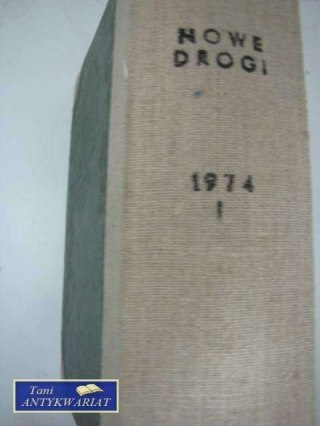 NOWE
DROGI
1974
I
Tani
ANTYKWARIAT